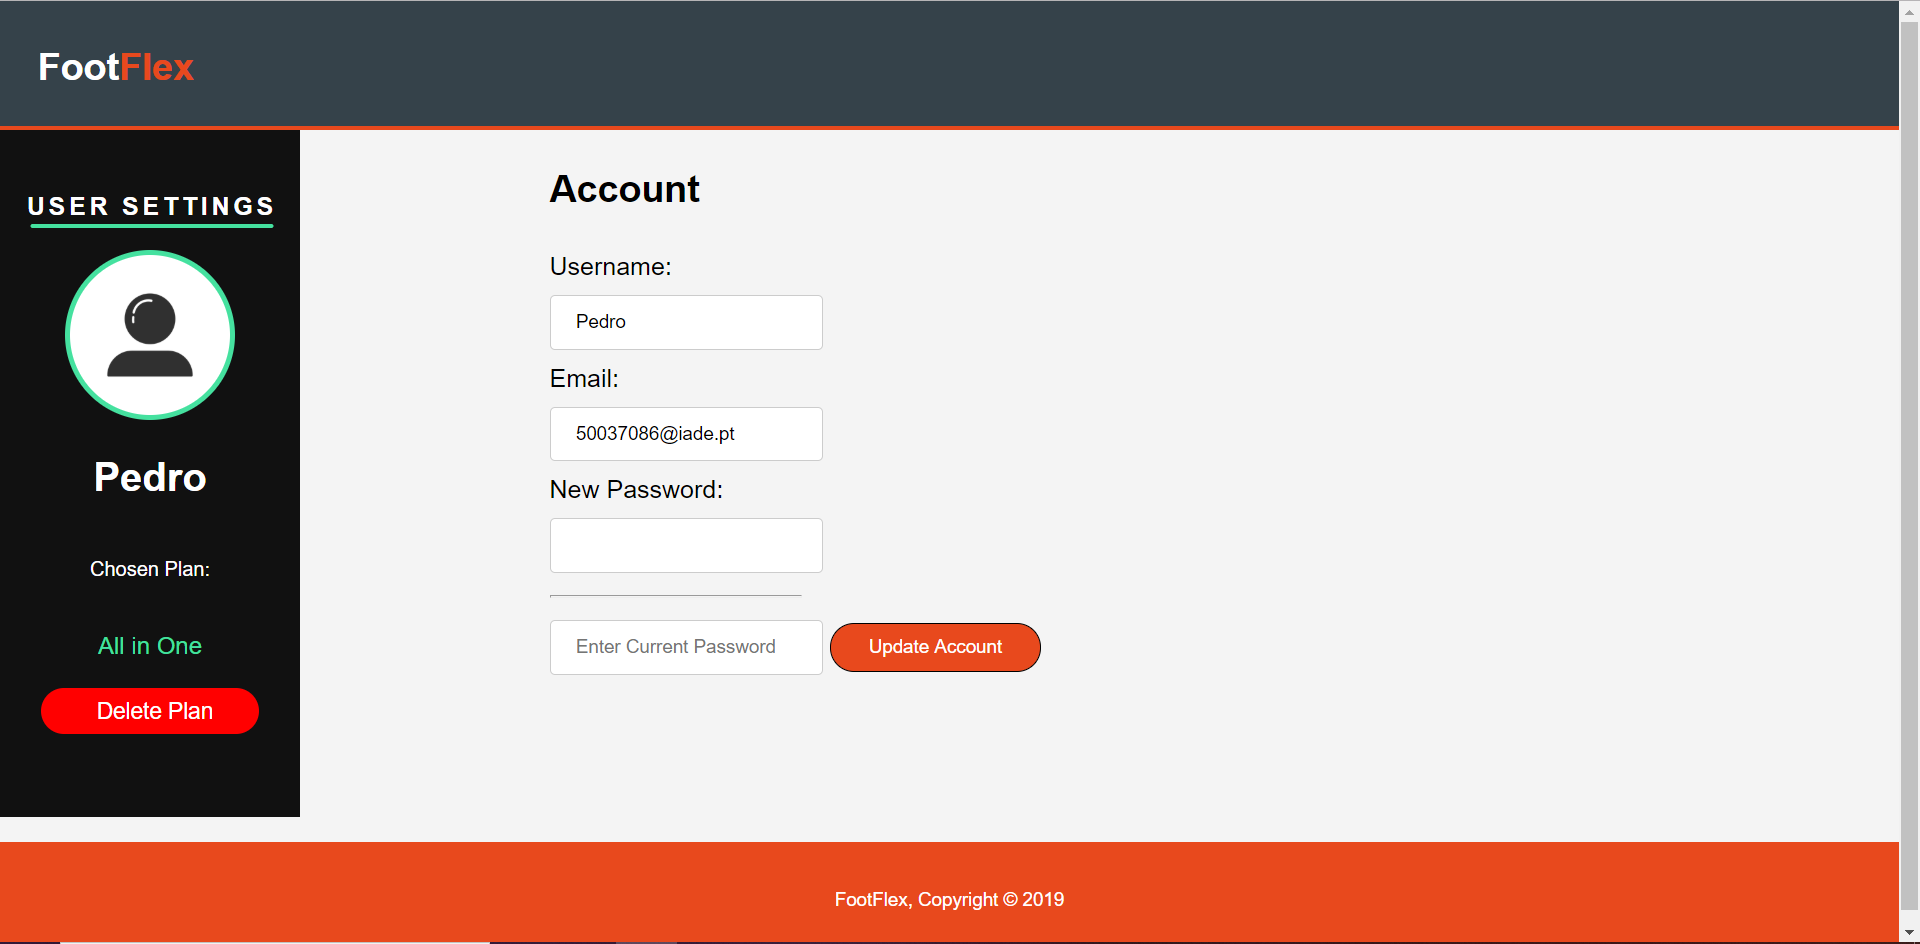 FootFlex
USER SETTINGS
Pedro
Chosen Plan:
All in One
Delete Plan
Account
Username:
Pedro
Email:
50037086@iade.pt
New Password:
Enter Current Password
Update Account
FootFlex, Copyright © 2019